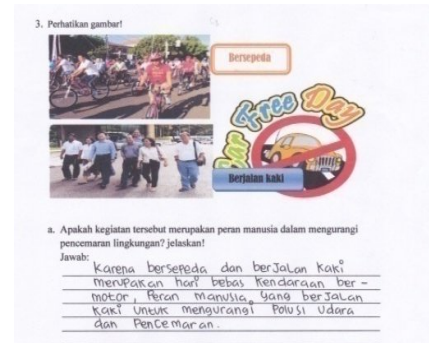 3. Perhatikan gambar!
Bersepeda
Car Free Day
Berjalan kaki
a. Apakah kegiatan tersebut merupakan peran manusia dalam mengurangi
pencemaran lingkungan? jelaskan!
Jawab:
Karena bersepeda dan berjalan kaki
merupakan hari bebas kendaraan ber-
motor, Peran manusia yang berjalan
kaki untuk mengurangi Polusi Udara
dan Pencemaran.